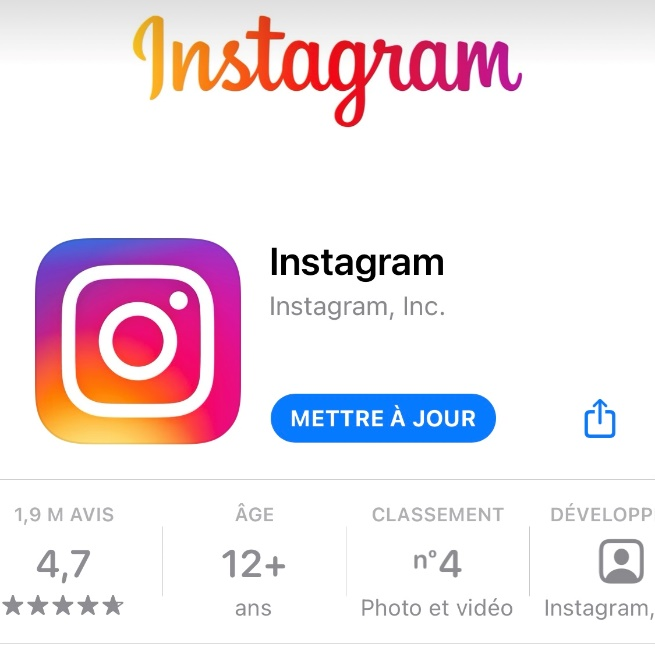 Instagram
Instagram
Instagram, Inc.
METTRE À JOUR
1,9 M AVIS
4,7
ÂGE
12+
ans
CLASSEMENT
n°4
Photo et vidéo
DÉVELOPP
Instagram,